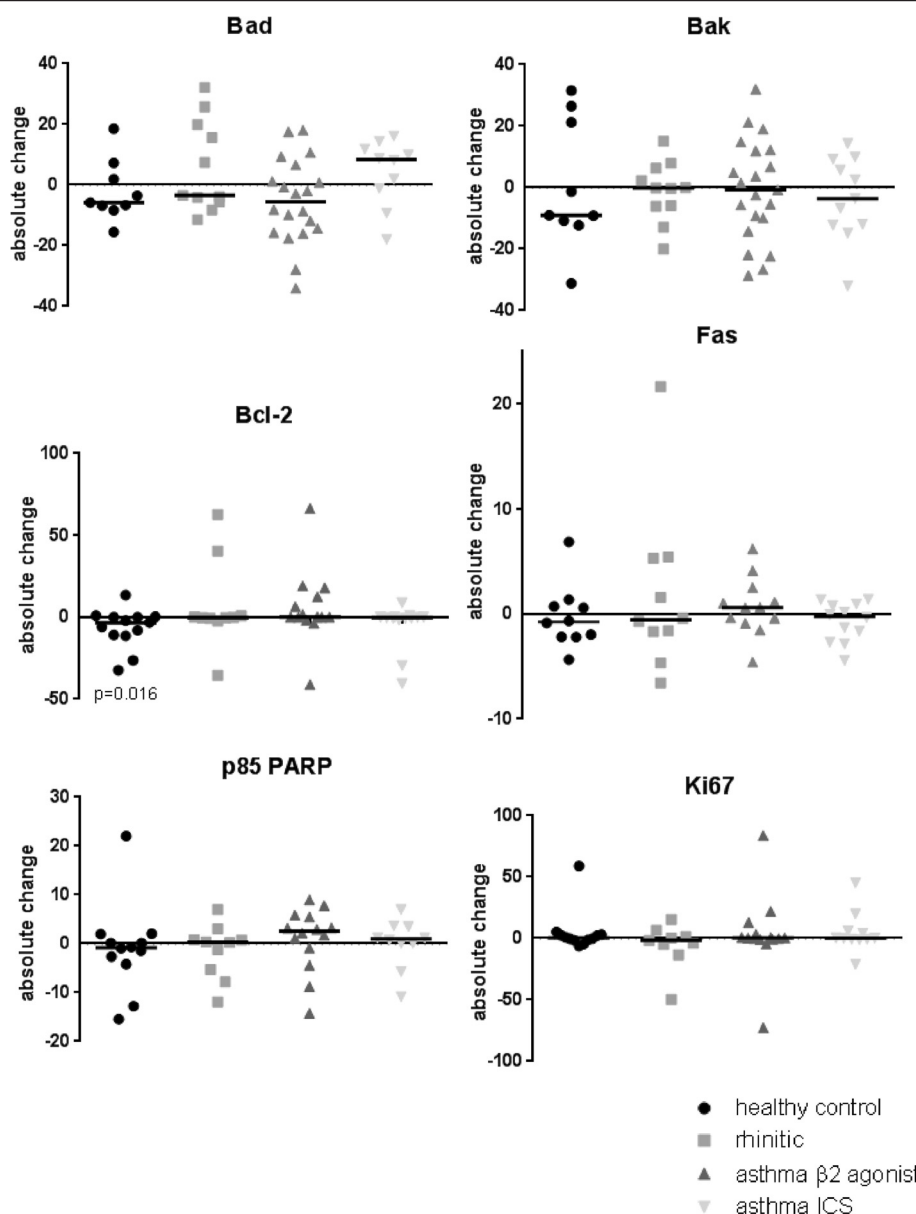 Bad
absolute change
40
20
0
-20
-40
Bak
absolute change
40
20
0
-20
-40
Bcl-2
absolute change
100
50
0
-50
p=0.016
Fas
absolute change
20
10
0
-10
p85 PARP
absolute change
30
20
10
0
-10
-20
Ki67
absolute change
100
50
0
-50
-100
healthy control
rhinitic
asthma β2 agonist
asthma ICS